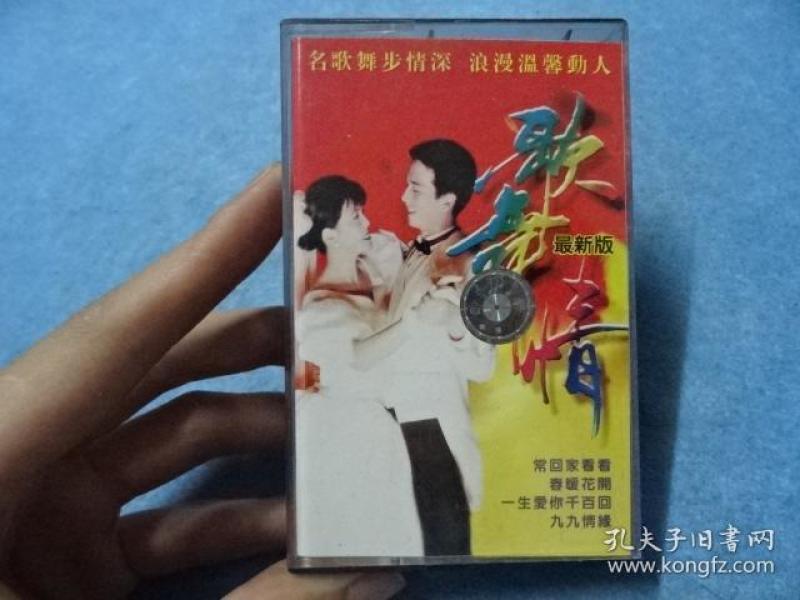 名歌舞步情深 浪漫溫馨動人
歌舞情
最新版
常回家看看
春暖花開
一生愛你千百回
九九情緣
孔夫子旧书网
www.kongfz.com